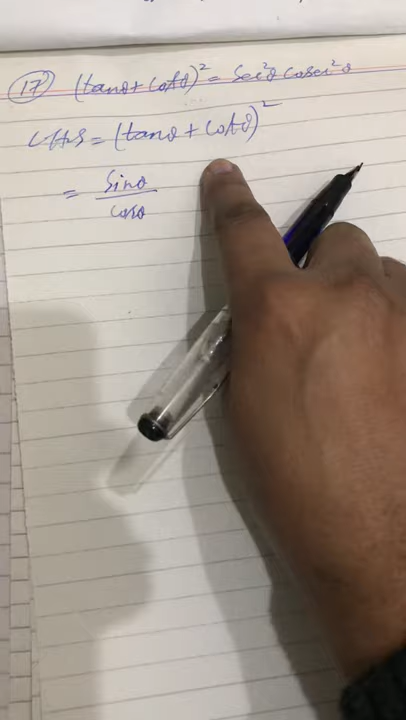 17 (tanθ + cotθ)² = sec²θ cosec²θ
LHS = (tanθ + cotθ)²
= sinθ/cosθ